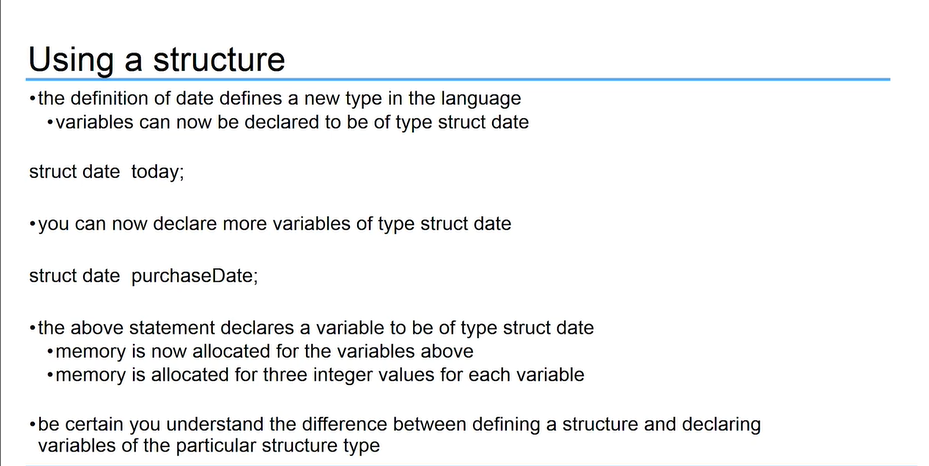 Using a structure
•the definition of date defines a new type in the language
•variables can now be declared to be of type struct date
struct date  today;
•you can now declare more variables of type struct date
struct date  purchaseDate;
•the above statement declares a variable to be of type struct date
•memory is now allocated for the variables above
•memory is allocated for three integer values for each variable
•be certain you understand the difference between defining a structure and declaring
variables of the particular structure type